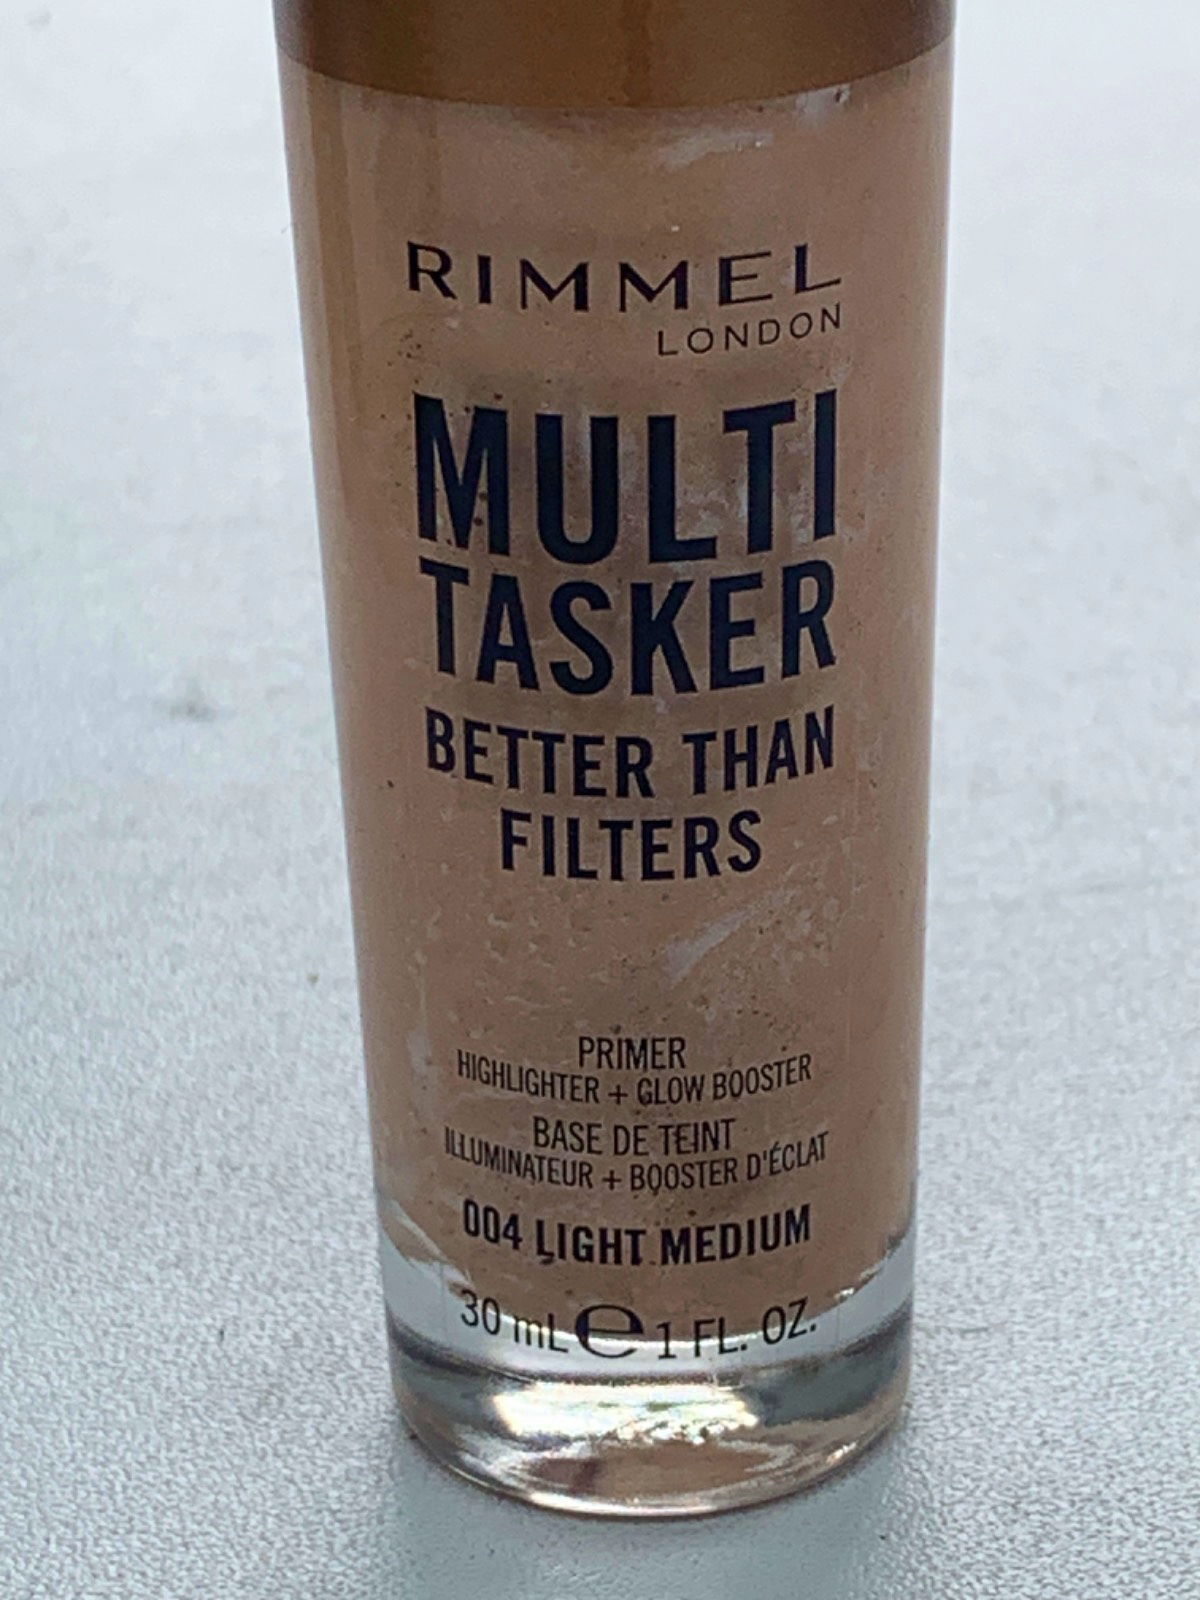 RIMMEL
LONDON
MULTI
TASKER
BETTER THAN
FILTERS
PRIMER
HIGHLIGHTER + GLOW BOOSTER
BASE DE TEINT
ILLUMINATEUR + BOOSTER D'ÉCLAT
004 LIGHT MEDIUM
30 mL ℮ 1 FL. OZ.